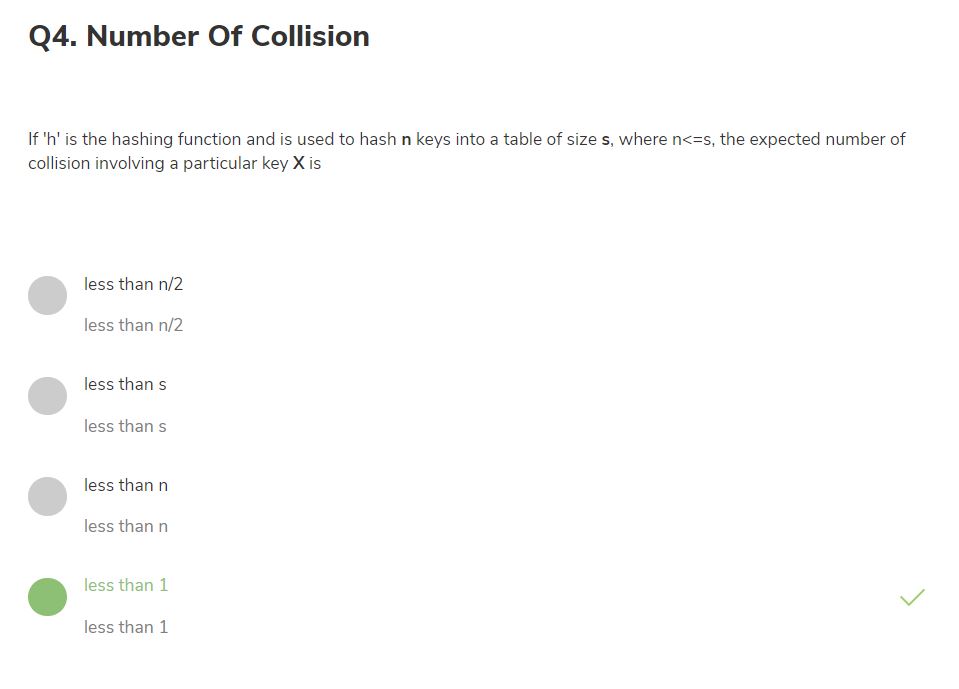 Q4. Number Of Collision
If 'h' is the hashing function and is used to hash n keys into a table of size s, where n<=s, the expected number of
collision involving a particular key X is
less than n/2
less than n/2
less than s
less than s
less than n
less than n
less than 1
less than 1